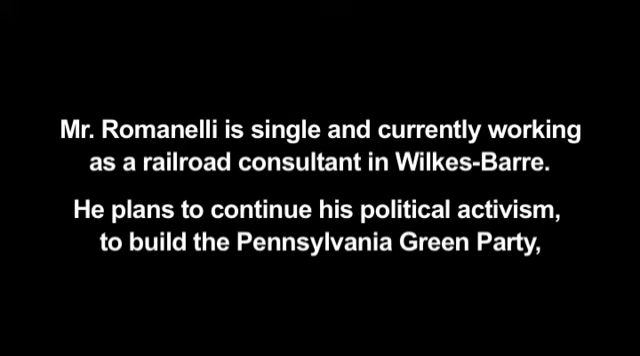 Mr. Romanelli is single and currently working
as a railroad consultant in Wilkes-Barre.
He plans to continue his political activism,
to build the Pennsylvania Green Party,